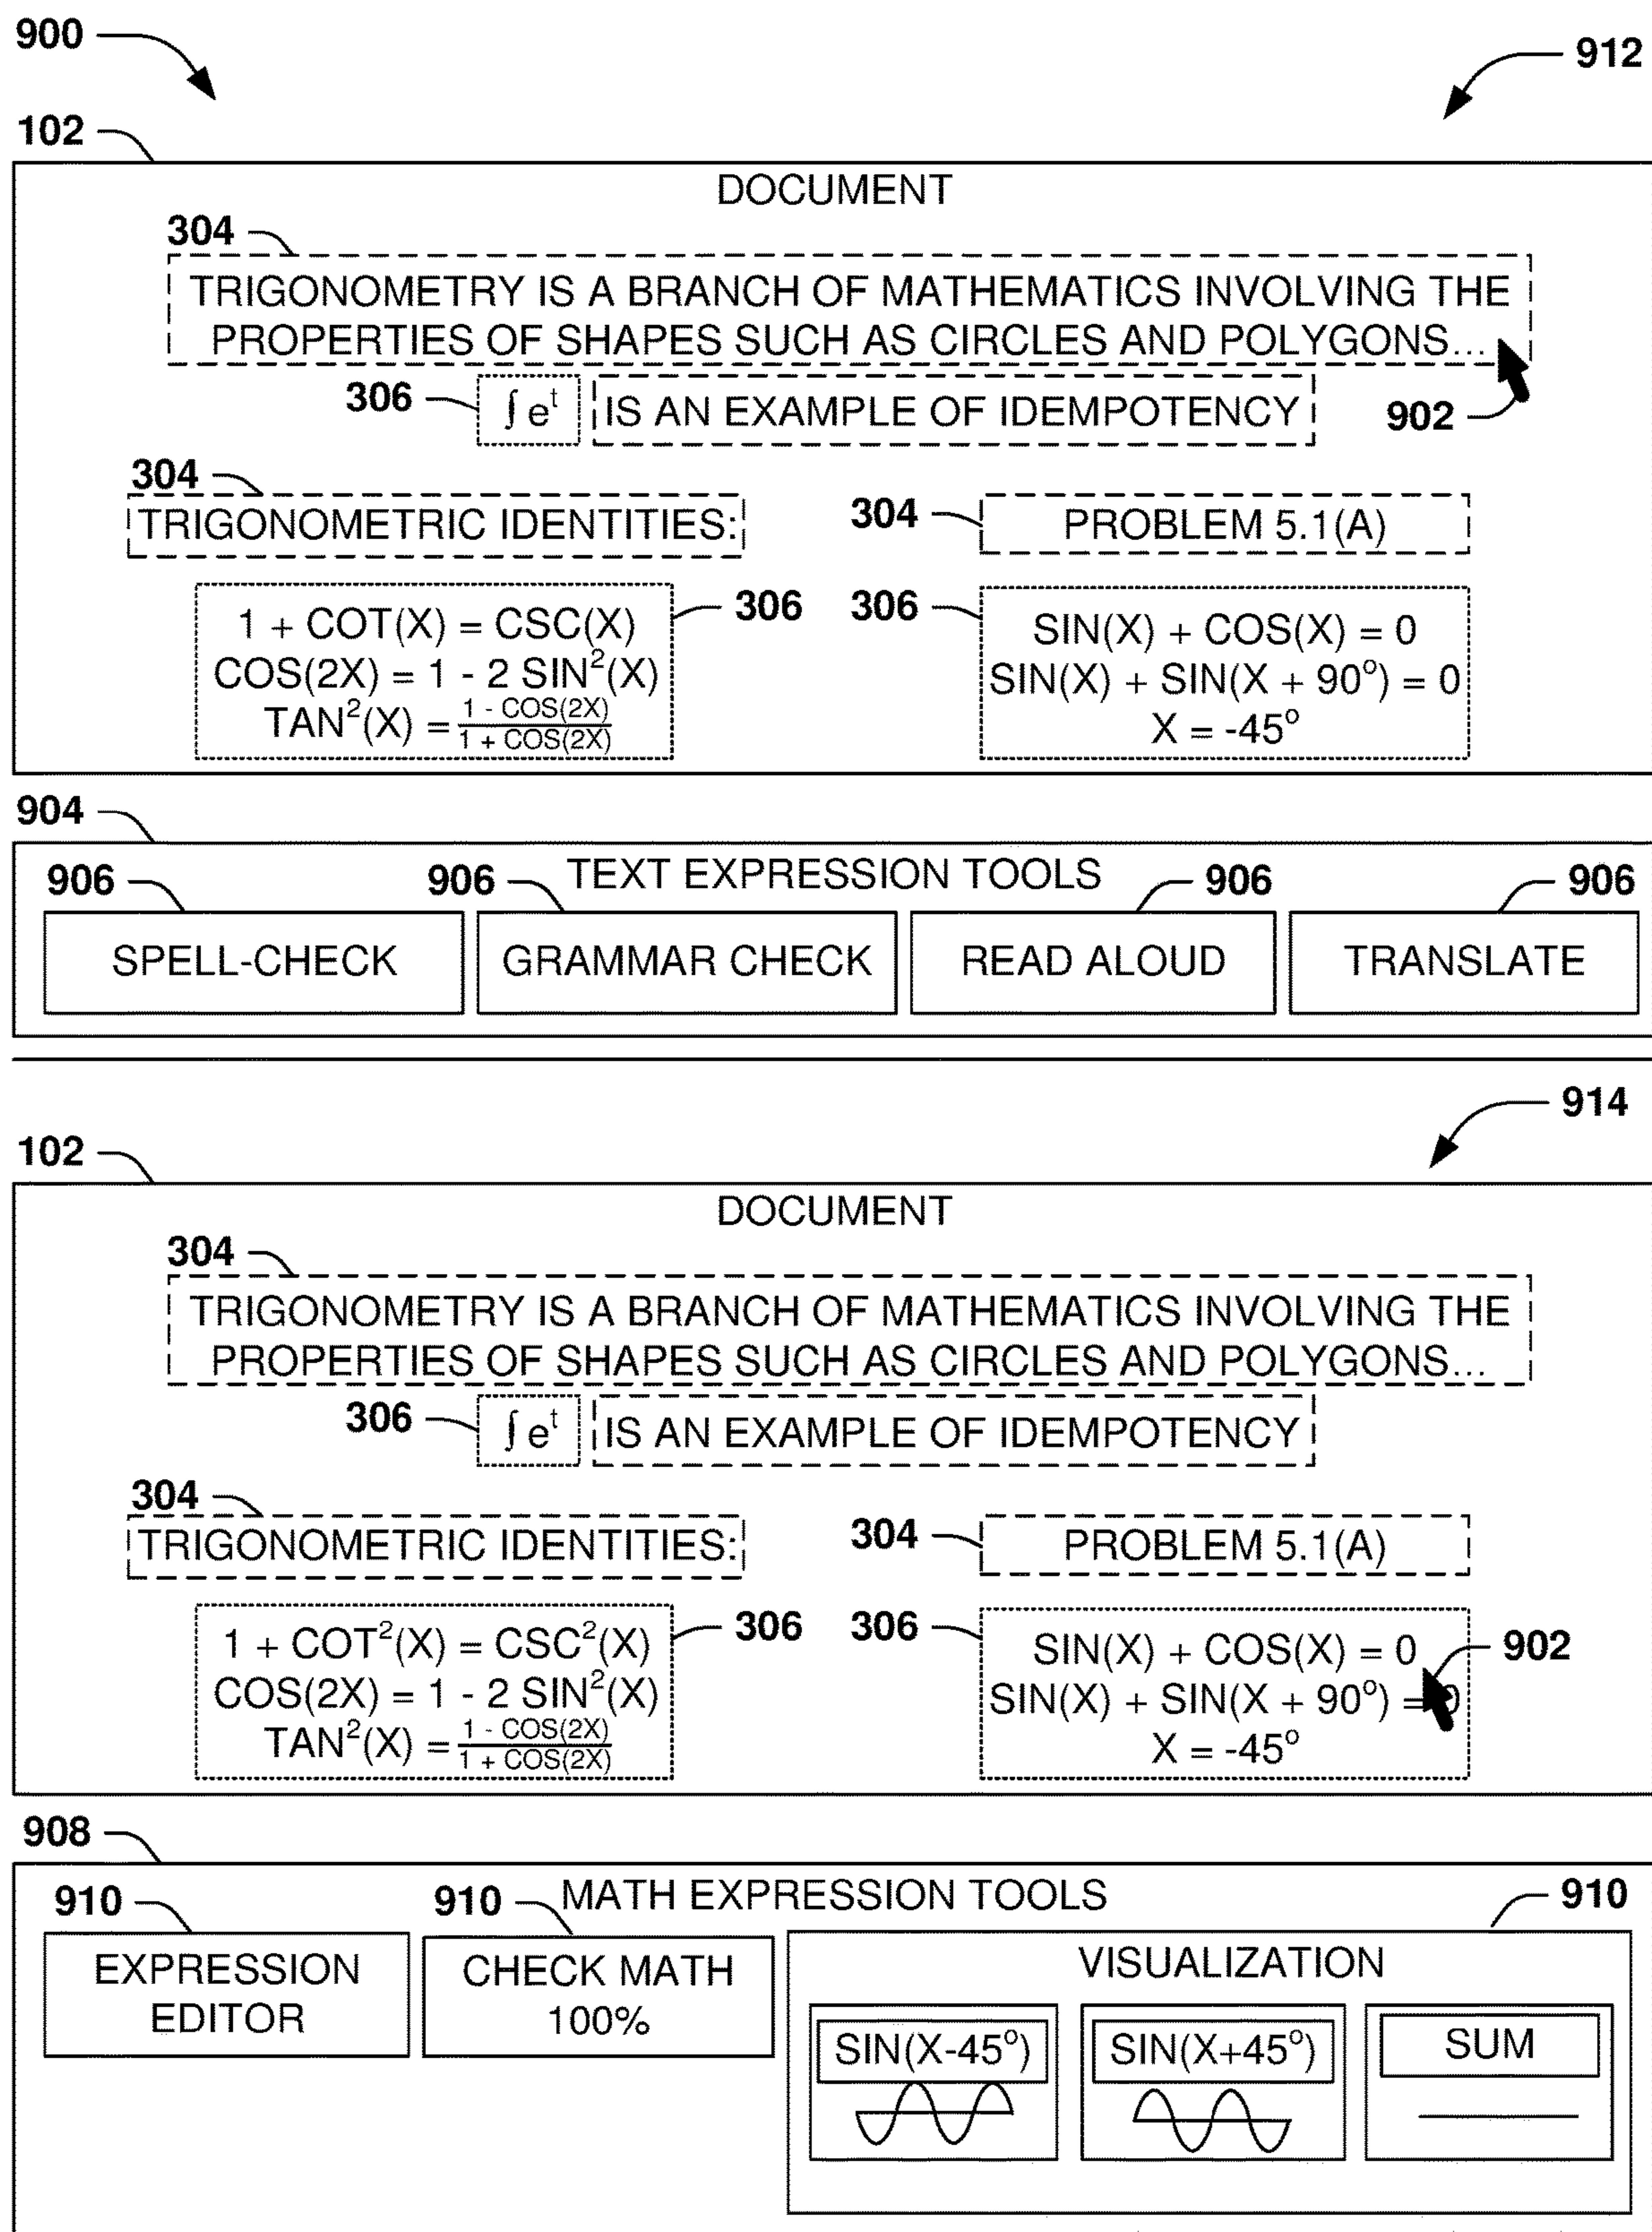 900
912
102
DOCUMENT
304
TRIGONOMETRY IS A BRANCH OF MATHEMATICS INVOLVING THE
PROPERTIES OF SHAPES SUCH AS CIRCLES AND POLYGONS...
306 ∫ eᵗ IS AN EXAMPLE OF IDEMPOTENCY 902
304
TRIGONOMETRIC IDENTITIES:
1 + COT(X) = CSC(X)
COS(2X) = 1 - 2 SIN²(X)
TAN²(X) = 1 - COS(2X) / 1 + COS(2X)
306
304 PROBLEM 5.1(A)
306
SIN(X) + COS(X) = 0
SIN(X) + SIN(X + 90°) = 0
X = -45°
904
TEXT EXPRESSION TOOLS
906 906 906 906
SPELL-CHECK GRAMMAR CHECK READ ALOUD TRANSLATE
914
102
DOCUMENT
304
TRIGONOMETRY IS A BRANCH OF MATHEMATICS INVOLVING THE
PROPERTIES OF SHAPES SUCH AS CIRCLES AND POLYGONS...
306 ∫ eᵗ IS AN EXAMPLE OF IDEMPOTENCY
304
TRIGONOMETRIC IDENTITIES:
1 + COT²(X) = CSC²(X)
COS(2X) = 1 - 2 SIN²(X)
TAN²(X) = 1 - COS(2X) / 1 + COS(2X)
306
304 PROBLEM 5.1(A)
306
SIN(X) + COS(X) = 0
902
SIN(X) + SIN(X + 90°) = 0
X = -45°
908
MATH EXPRESSION TOOLS
910 910 910
EXPRESSION
EDITOR
CHECK MATH
100%
VISUALIZATION
SIN(X-45°) SIN(X+45°) SUM